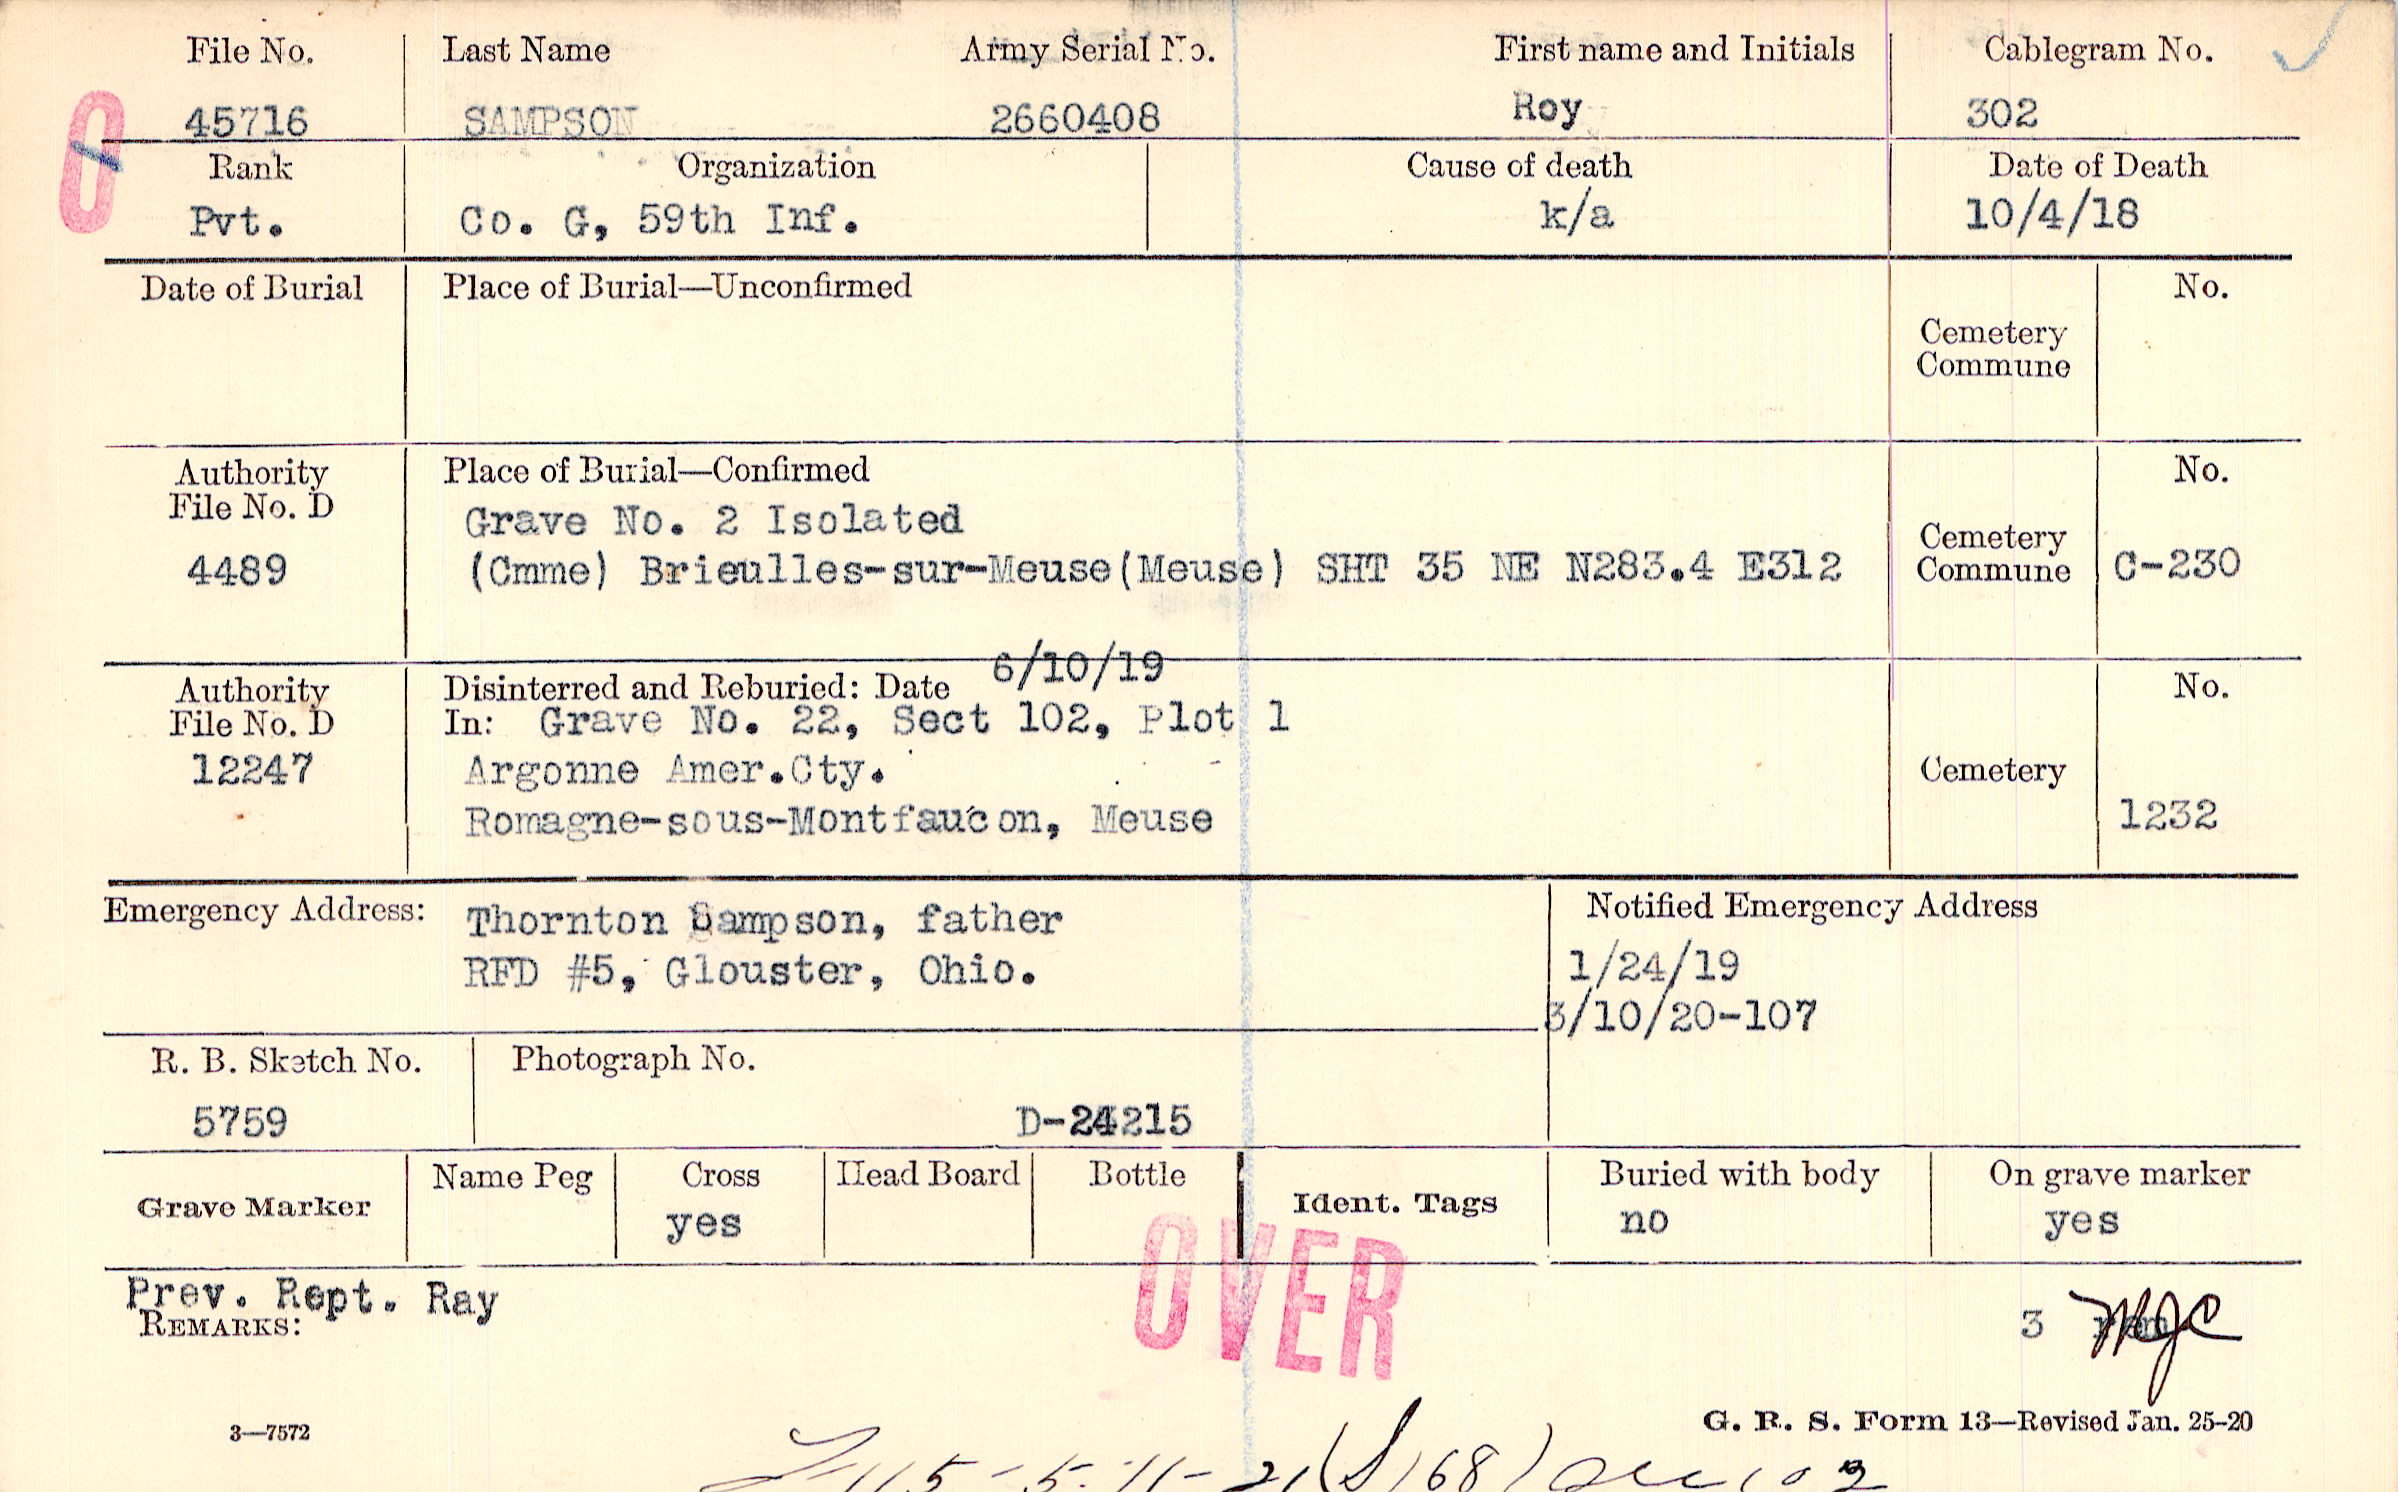 File No. Last Name Army Serial No. First name and Initials Cablegram No.
45716 SAMPSON 2660408 Roy 302
Rank Organization Cause of death Date of Death
Pvt. Co. G, 59th Inf. k/a 10/4/18
Date of Burial Place of Burial—Unconfirmed No.
Cemetery
Commune
Authority Place of Burial—Confirmed No.
File No. D
Grave No. 2 Isolated
4489 (Cmme) Brieulles-sur-Meuse(Meuse) SHT 35 NE N283.4 E312 Cemetery Commune C-230
6/10/19
Authority Disinterred and Reburied: Date No.
File No. D In: Grave No. 22, Sect 102, Plot 1
12247 Argonne Amer.Cty. Cemetery
Romagne-sous-Montfaucon, Meuse 1232
Emergency Address: Thornton Sampson, father Notified Emergency Address
RFD #5, Glouster, Ohio. 1/24/19
3/10/20-107
R. B. Sketch No. Photograph No.
5759 D-24215
Grave Marker Name Peg Cross Head Board Bottle Ident. Tags Buried with body On grave marker
yes no yes
OVER
Prev. Rept. Ray
REMARKS: 3 MJC
3—7572 G. R. S. Form 13—Revised Jan. 25-20